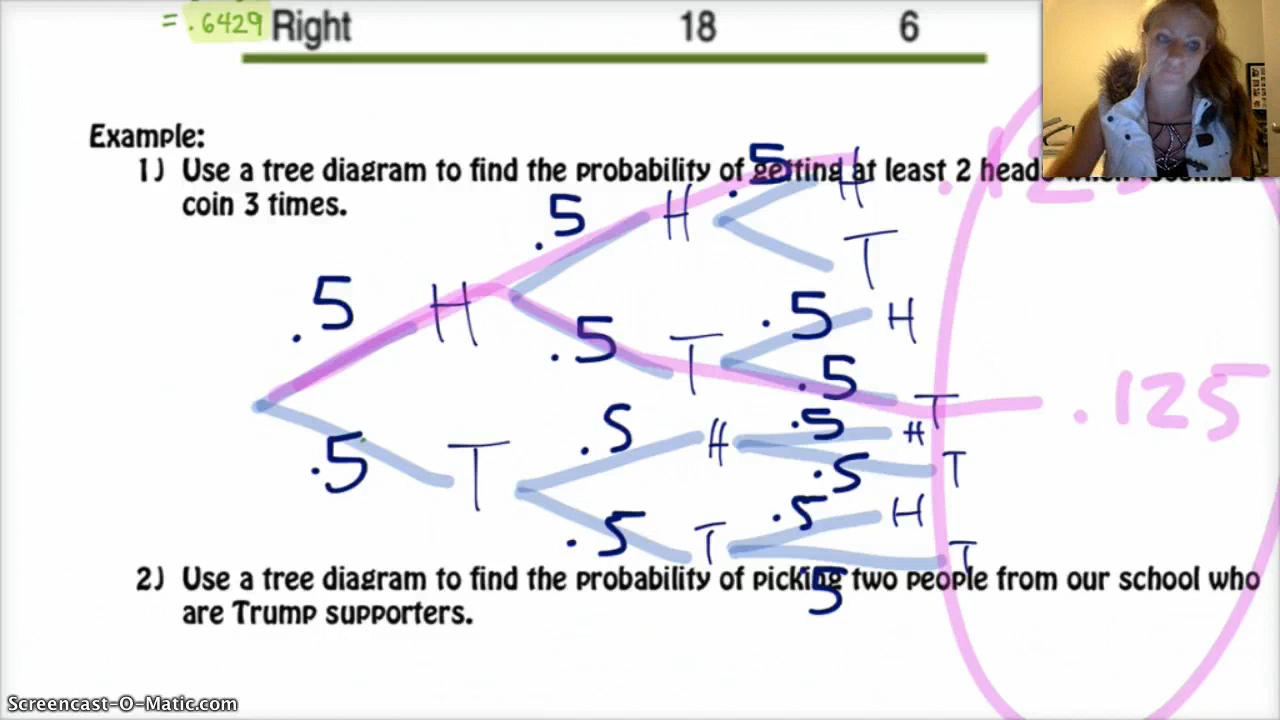 = .6429 Right 18 6
Example:
1) Use a tree diagram to find the probability of getting at least 2 heads
coin 3 times.
.5 H .5 H .5 H
T
.5 T .5 H
.5 T
.5 T .5 H .5 H
.5 T
.5 T .5 H
.5 T
.125
2) Use a tree diagram to find the probability of picking two people from our school who
are Trump supporters.
Screencast-O-Matic.com